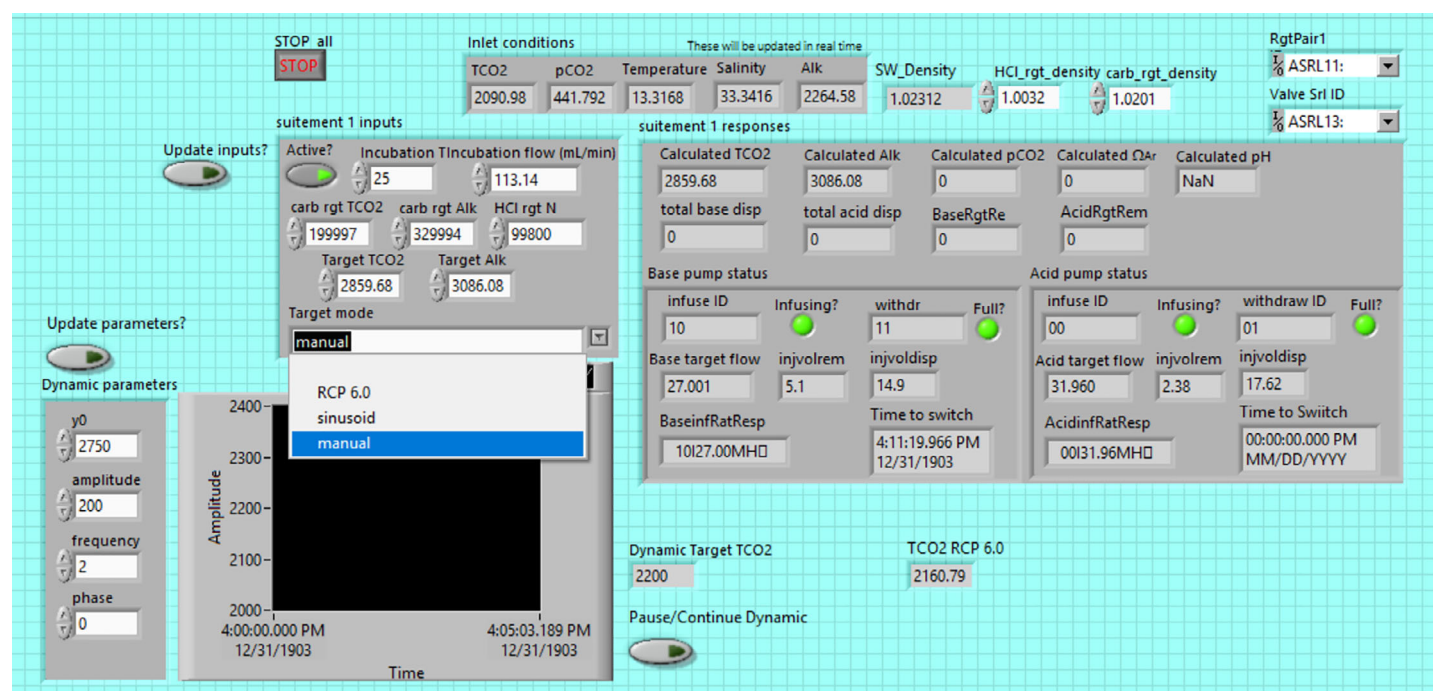 STOP all
STOP
Inlet conditions
These will be updated in real time
TCO2 pCO2 Temperature Salinity Alk
2090.98 441.792 13.3168 33.3416 2264.58
SW_Density HCl_rgt_density carb_rgt_density
1.02312 1.0032 1.0201
RgtPair1
ASRL11:
Valve Srl ID
ASRL13:
Update inputs?
suitement 1 inputs
Active? Incubation TIncubation flow (mL/min)
25 113.14
carb rgt TCO2 carb rgt Alk HCl rgt N
199997 329994 99800
Target TCO2 Target Alk
2859.68 3086.08
Target mode
manual
RCP 6.0
sinusoid
manual
suitement 1 responses
Calculated TCO2 Calculated Alk Calculated pCO2 Calculated ΩAr Calculated pH
2859.68 3086.08 0 0 NaN
total base disp total acid disp BaseRgtRe AcidRgtRem
0 0 0 0
Base pump status
infuse ID Infusing? withdr Full?
10 11
Base target flow injvolrem injvoldisp
27.001 5.1 14.9
BaseinfRatResp Time to switch
10I27.00MH□ 4:11:19.966 PM
12/31/1903
Acid pump status
infuse ID Infusing? withdraw ID Full?
00 01
Acid target flow injvolrem injvoldisp
31.960 2.38 17.62
AcidinfRatResp Time to Swiitch
00I31.96MH□ 00:00:00.000 PM
MM/DD/YYYY
Update parameters?
Dynamic parameters
y0
2750
amplitude
200
frequency
2
phase
0
Amplitude
2400
2300
2200
2100
2000
4:00:00.000 PM 4:05:03.189 PM
12/31/1903 12/31/1903
Time
Dynamic Target TCO2 TCO2 RCP 6.0
2200 2160.79
Pause/Continue Dynamic